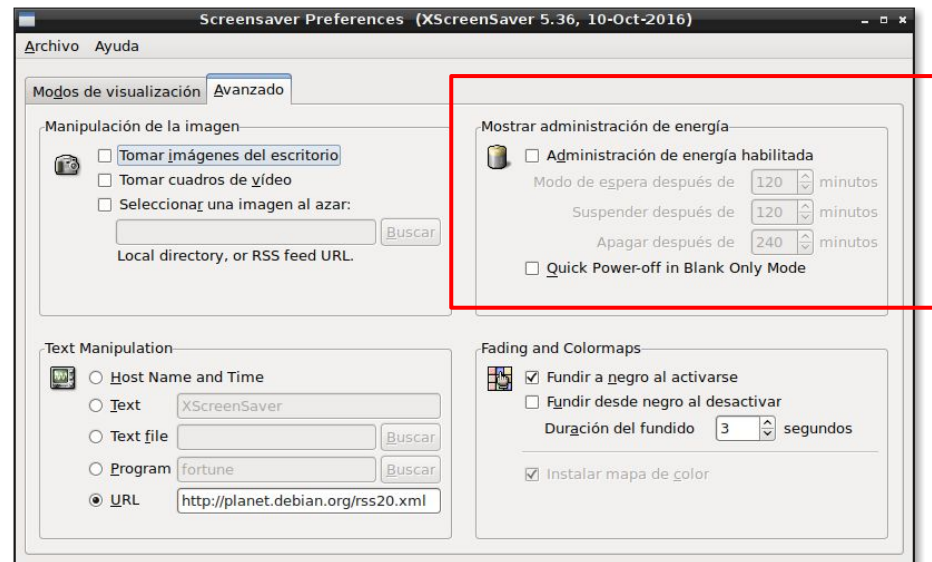 Screensaver Preferences (XScreenSaver 5.36, 10-Oct-2016)
Archivo Ayuda
Modos de visualización Avanzado
Manipulación de la imagen
Tomar imágenes del escritorio
Tomar cuadros de vídeo
Seleccionar una imagen al azar:
Buscar
Local directory, or RSS feed URL.
Mostrar administración de energía
Administración de energía habilitada
Modo de espera después de 120 minutos
Suspender después de 120 minutos
Apagar después de 240 minutos
Quick Power-off in Blank Only Mode
Text Manipulation
Host Name and Time
Text XScreenSaver
Text file Buscar
Program fortune Buscar
URL http://planet.debian.org/rss20.xml
Fading and Colormaps
Fundir a negro al activarse
Fundir desde negro al desactivar
Duración del fundido 3 segundos
Instalar mapa de color